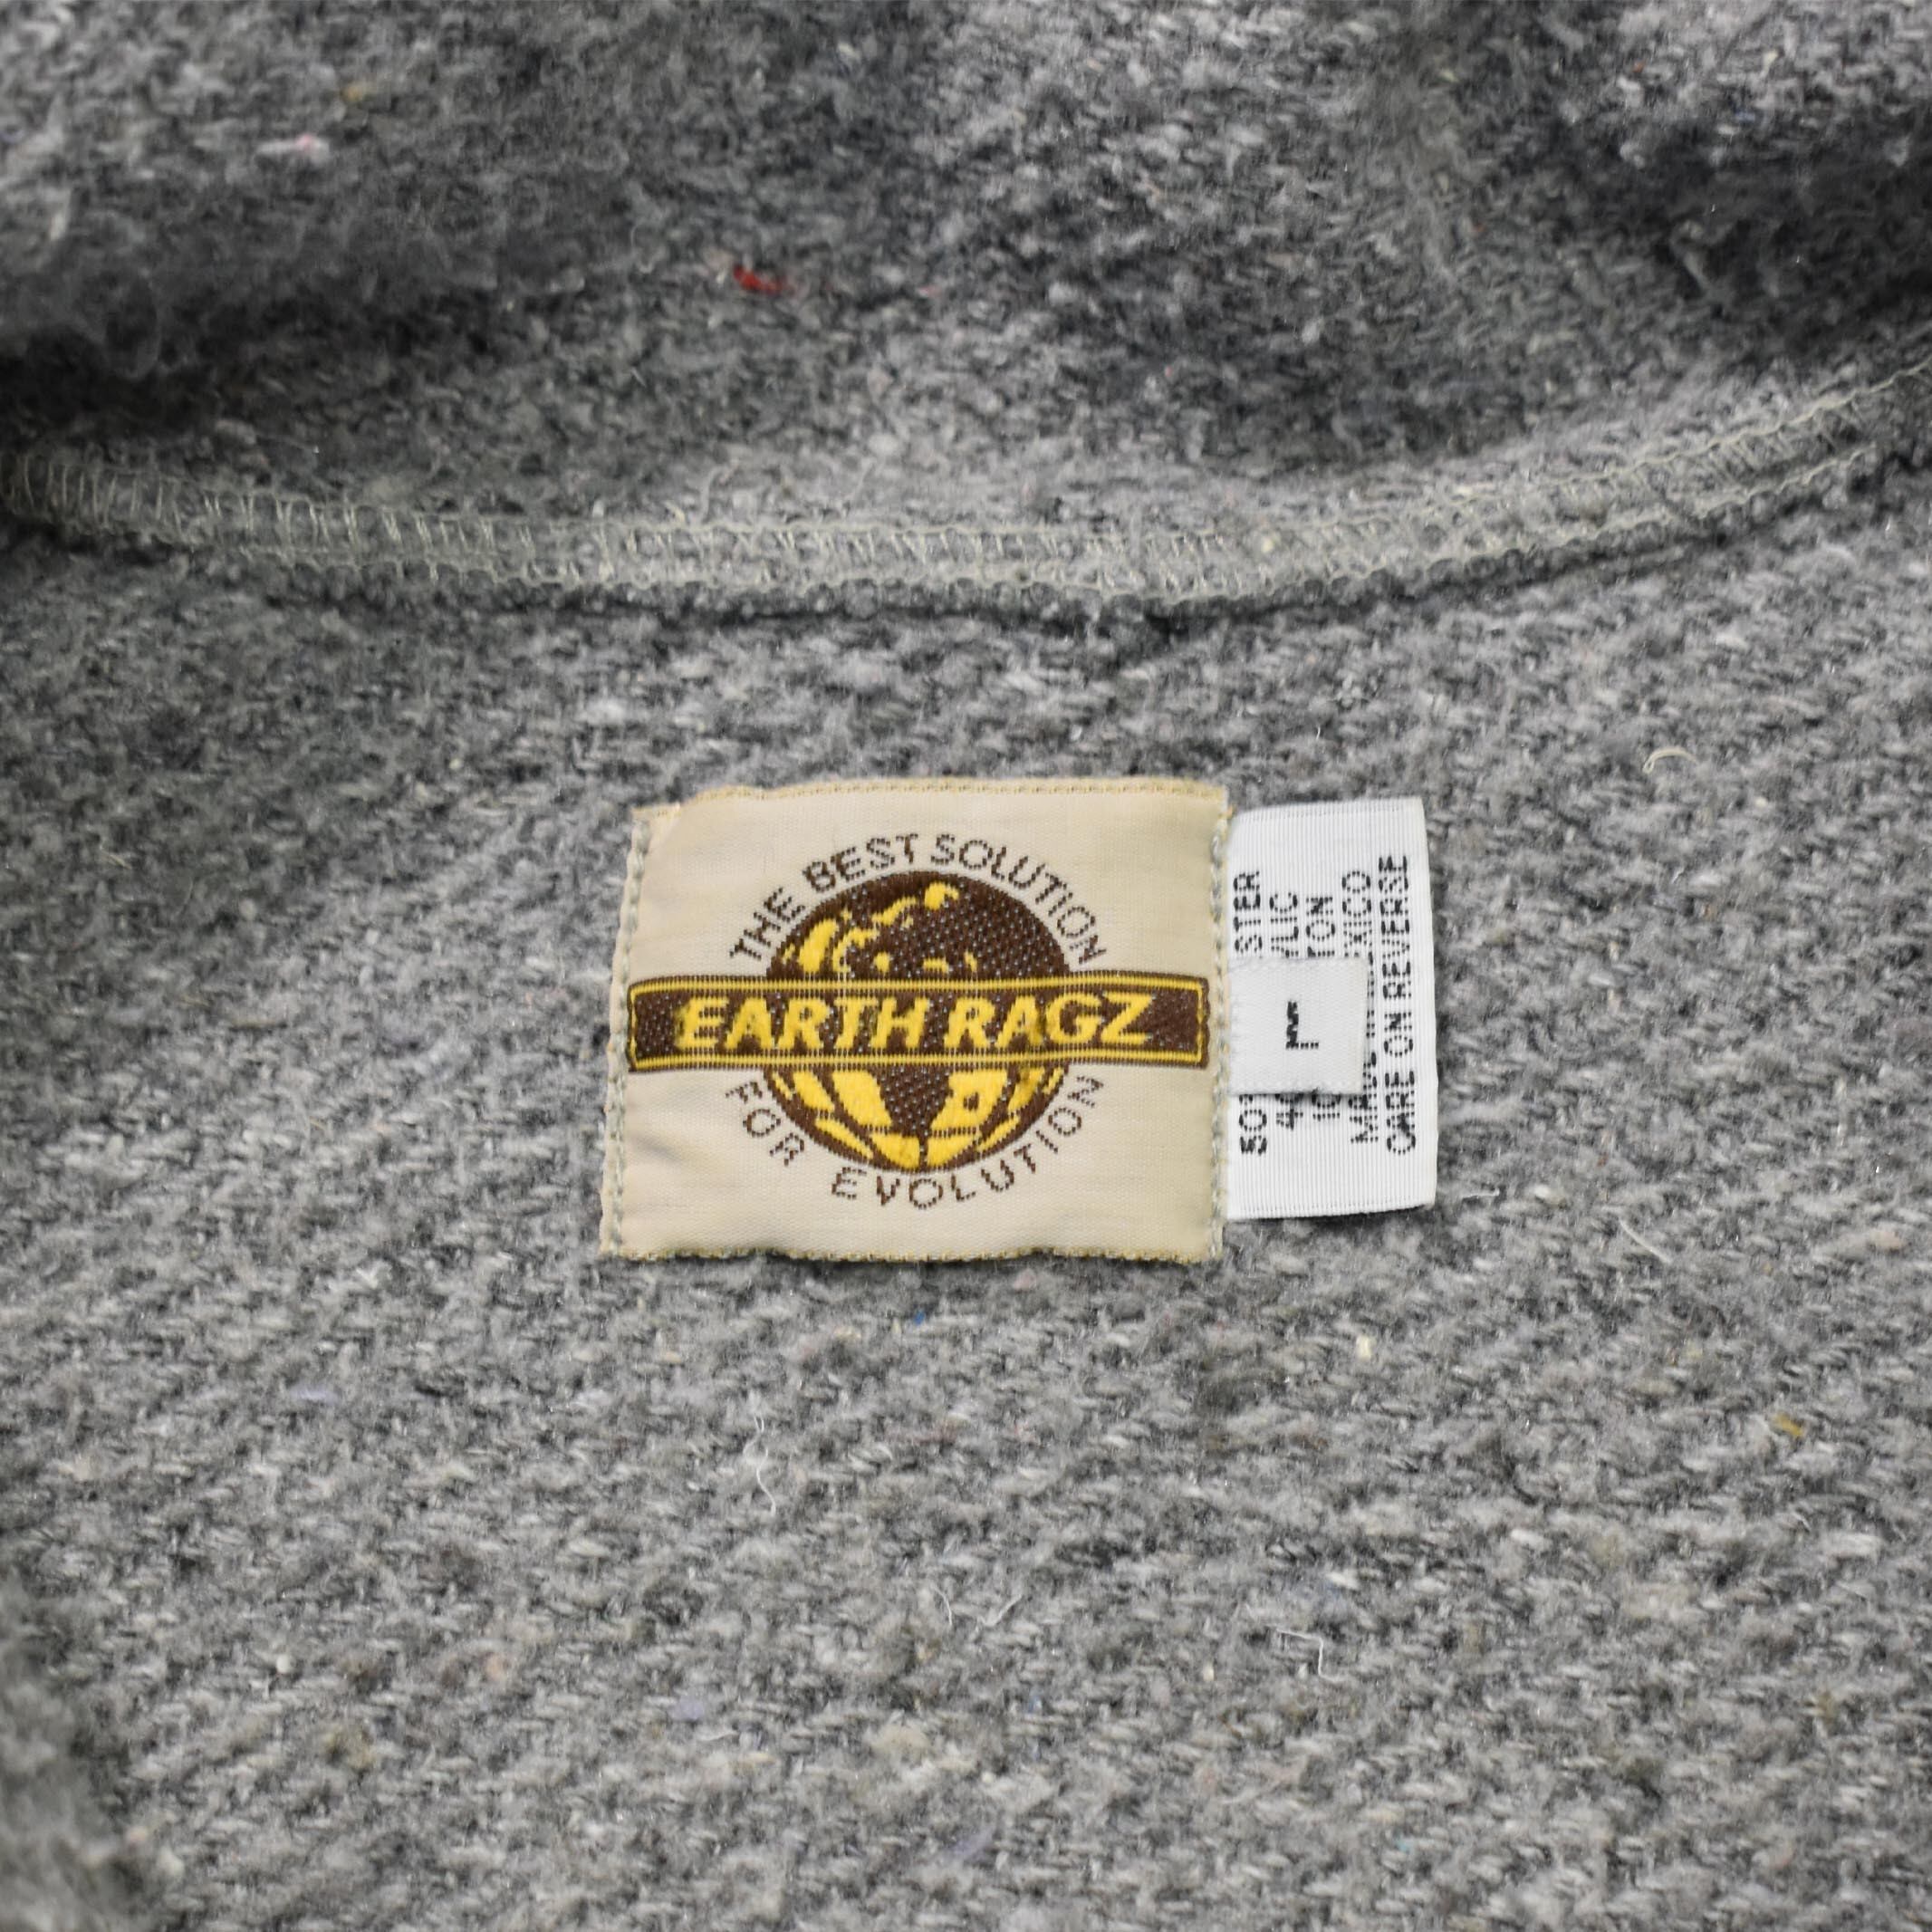 THE BEST SOLUTION
EARTH RAGZ
FOR EVOLUTION
L
CARE ON REVERSE